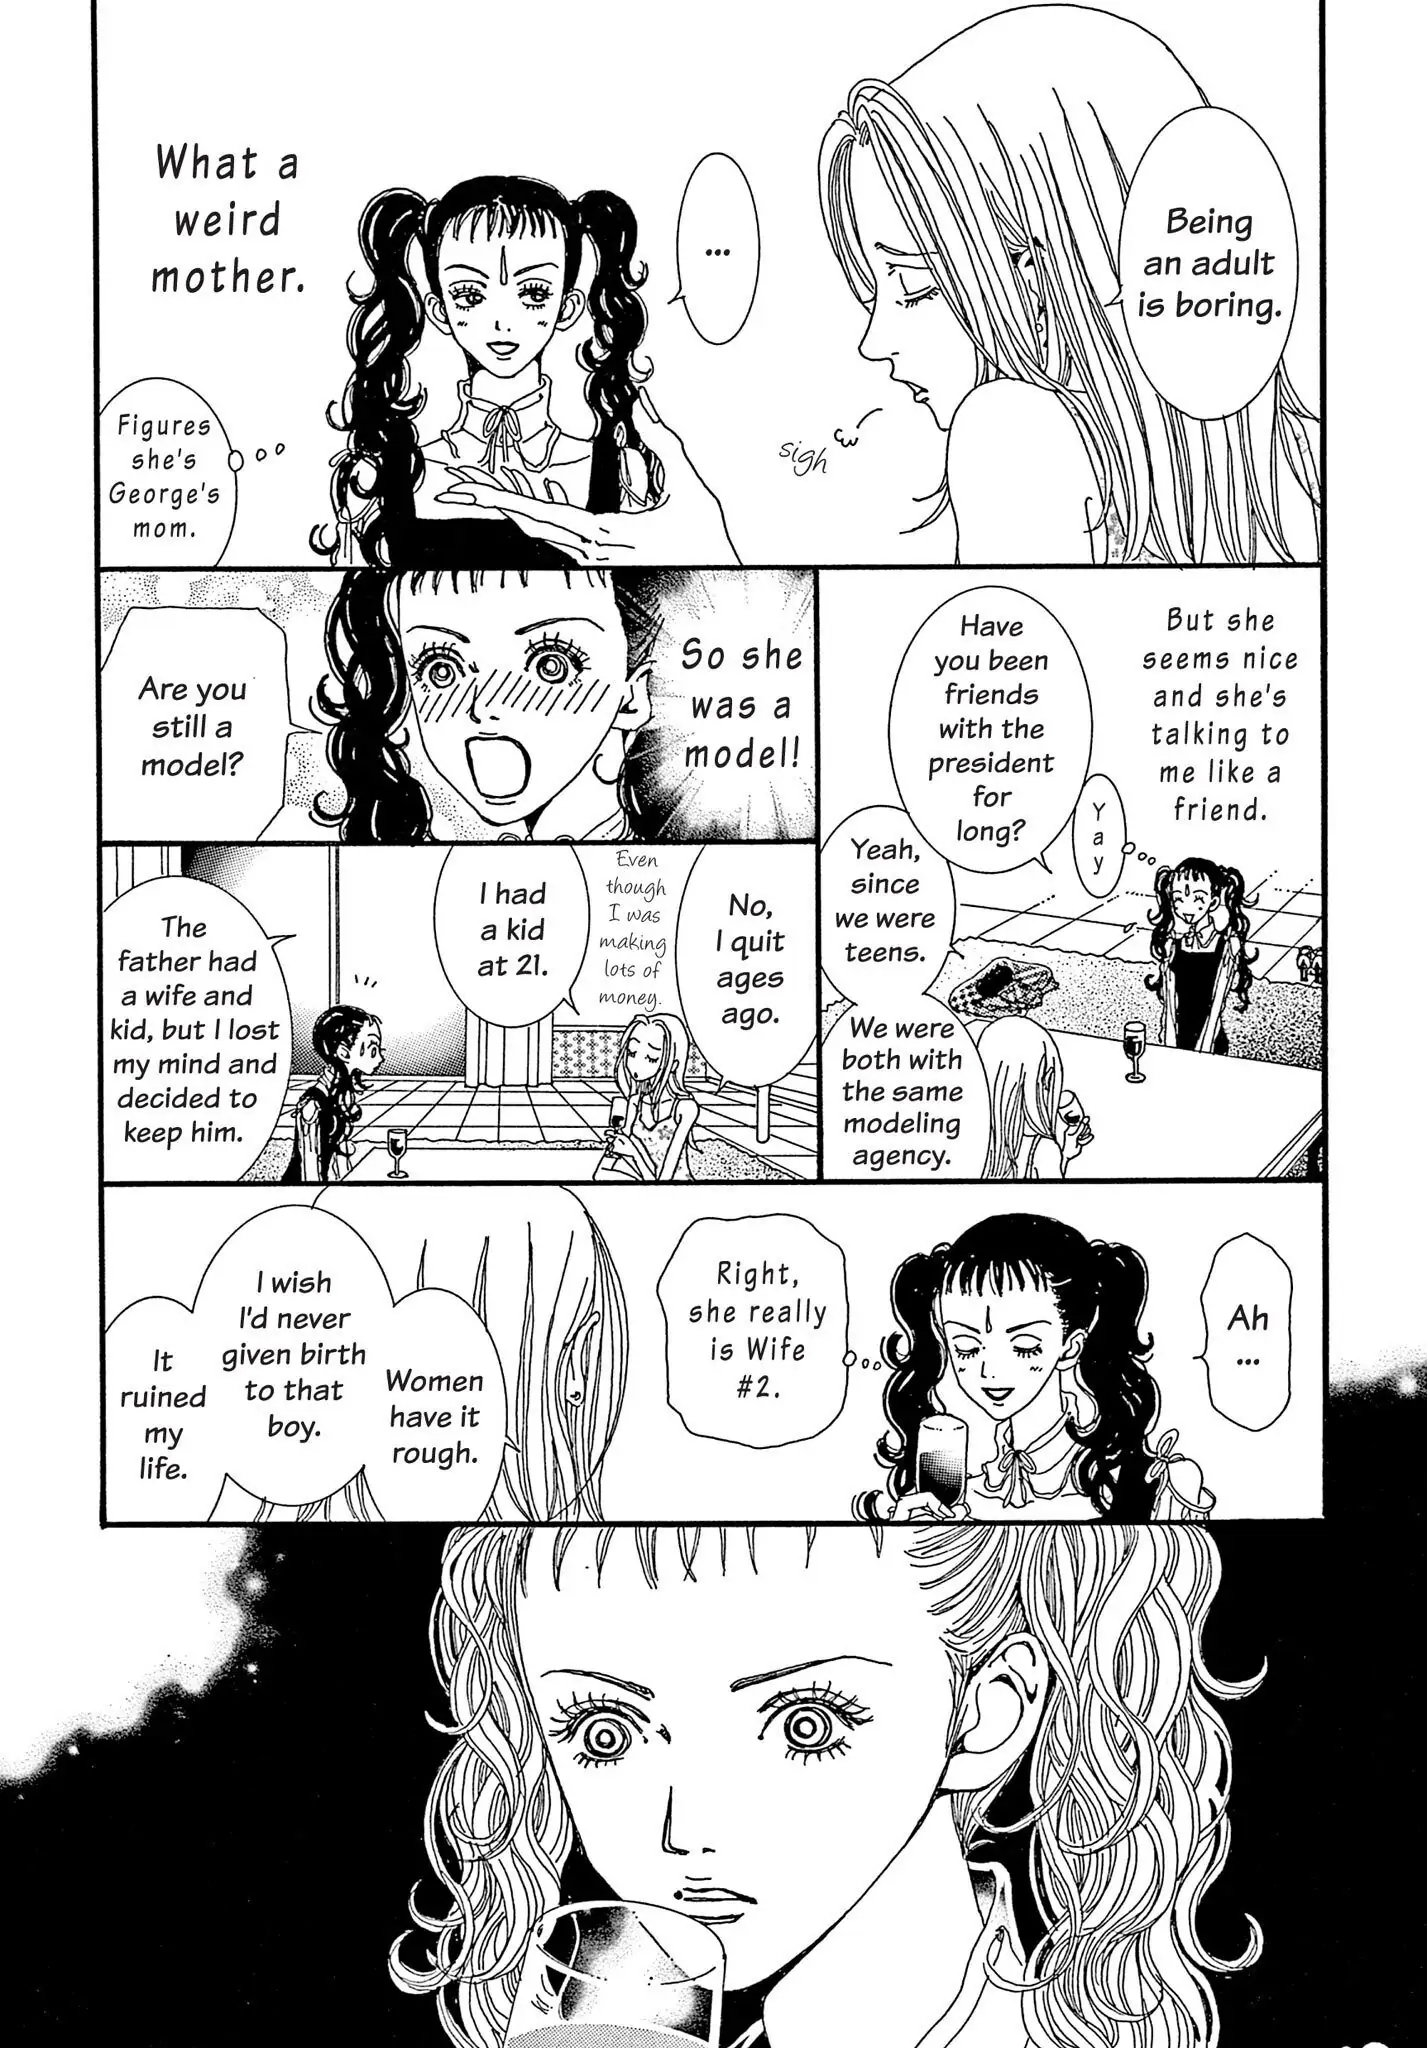 Being
an adult
is boring.
sigh
...
What a
weird
mother.
Figures
she's
George's
mom.
But she
seems nice
and she's
talking to
me like a
friend.
Yay
Have
you been
friends
with the
president
for
long?
Yeah,
since
we were
teens.
We were
both with
the same
modeling
agency.
So she
was a
model!
Are you
still a
model?
No,
I quit
ages
ago.
Even
though
I was
making
lots of
money.
I had
a kid
at 21.
The
father had
a wife and
kid, but I lost
my mind and
decided to
keep him.
Ah
...
Right,
she really
is Wife
#2.
Women
have it
rough.
I wish
I'd never
given birth
to that
boy.
It
ruined
my
life.